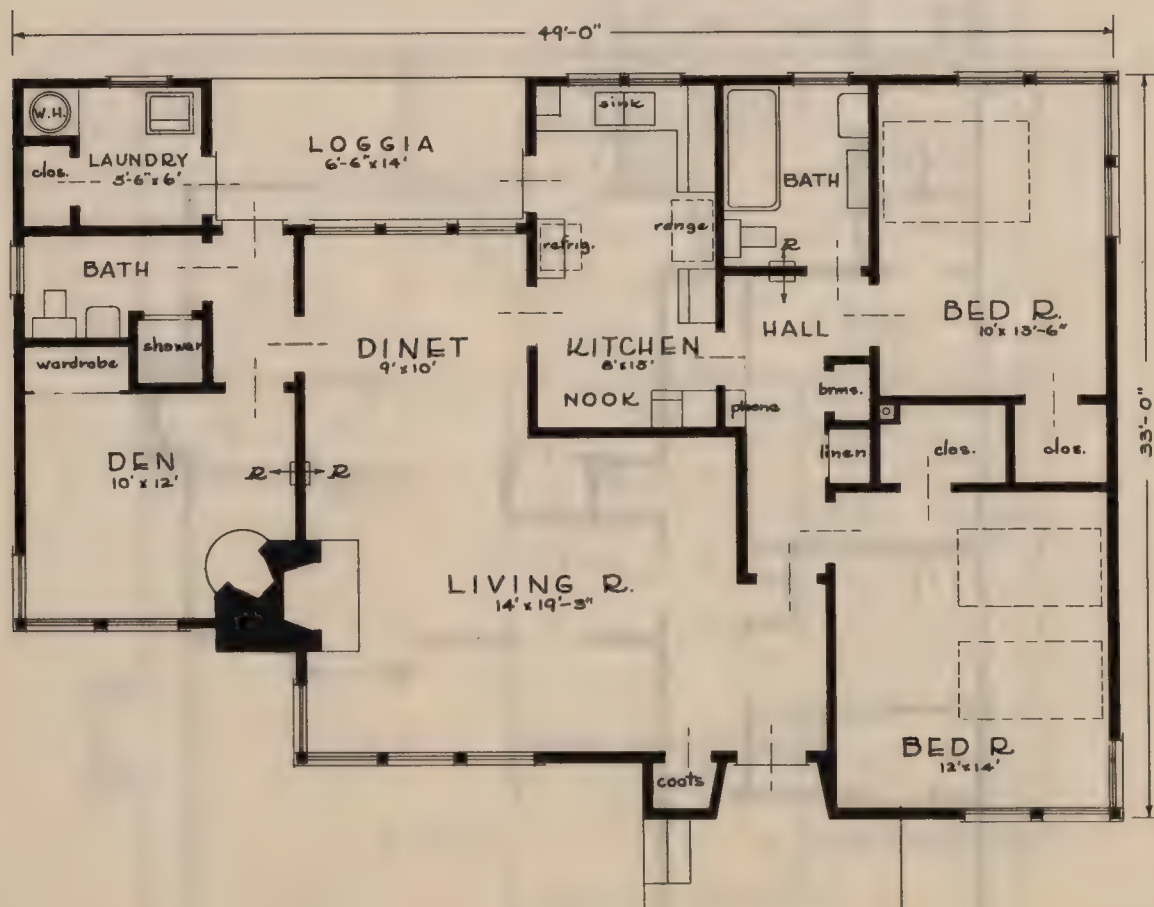 49'-0"
W.H.
sink
LOGGIA
6'-6" x 14'
LAUNDRY
5'-6" x 6'
clos.
BATH
refrig.
range
R
BATH
BED R.
10' x 13'-6"
HALL
DINET
9' x 10'
KITCHEN
8' x 15'
shower
wardrobe
NOOK
phone
brms.
linen
clos.
clos.
33'-0"
DEN
10' x 12'
R R
LIVING R.
14' x 19'-3"
BED R
12' x 14'
coats